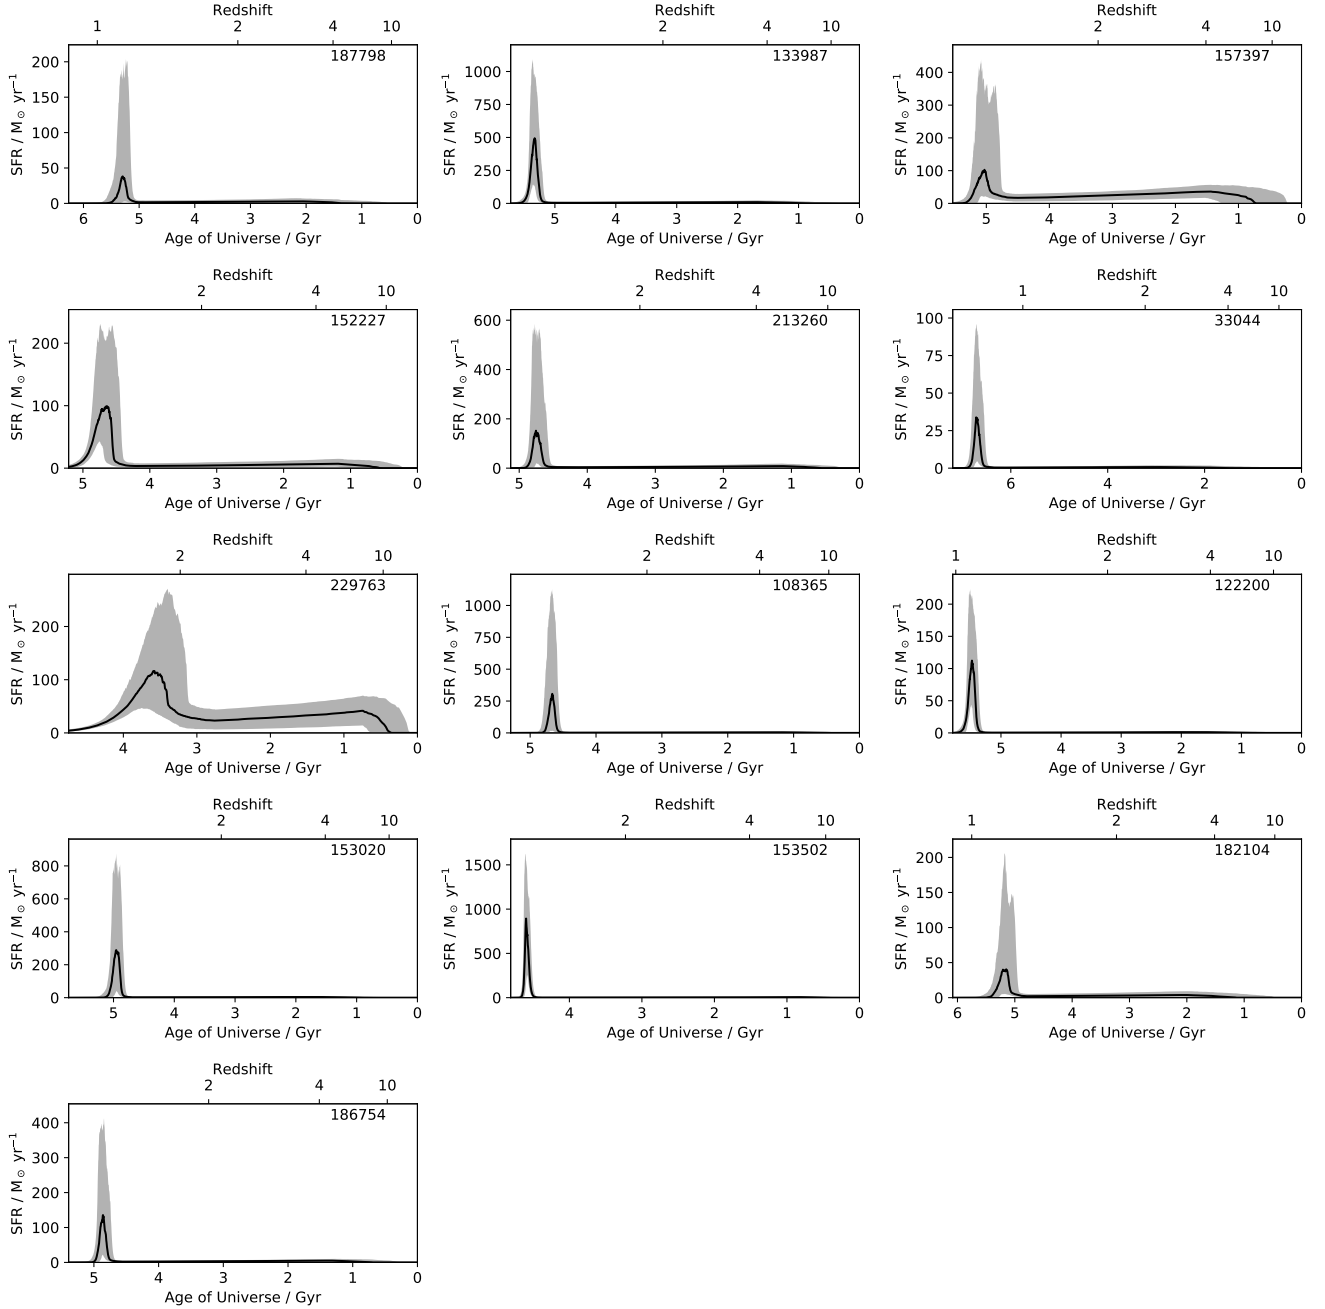 Redshift Redshift Redshift
1 2 4 10 2 4 10 2 4 10
187798 133987 157397
SFR / M⊙ yr−1 SFR / M⊙ yr−1 SFR / M⊙ yr−1
200 150 100 50 0 1000 750 500 250 0 400 300 200 100 0
6 5 4 3 2 1 0 5 4 3 2 1 0 5 4 3 2 1 0
Age of Universe / Gyr Age of Universe / Gyr Age of Universe / Gyr
Redshift Redshift Redshift
2 4 10 2 4 10 1 2 4 10
152227 213260 33044
SFR / M⊙ yr−1 SFR / M⊙ yr−1 SFR / M⊙ yr−1
200 100 0 600 400 200 0 100 75 50 25 0
5 4 3 2 1 0 5 4 3 2 1 0 6 4 2 0
Age of Universe / Gyr Age of Universe / Gyr Age of Universe / Gyr
Redshift Redshift Redshift
2 4 10 2 4 10 1 2 4 10
229763 108365 122200
SFR / M⊙ yr−1 SFR / M⊙ yr−1 SFR / M⊙ yr−1
200 100 0 1000 750 500 250 0 200 150 100 50 0
4 3 2 1 0 5 4 3 2 1 0 5 4 3 2 1 0
Age of Universe / Gyr Age of Universe / Gyr Age of Universe / Gyr
Redshift Redshift Redshift
2 4 10 2 4 10 1 2 4 10
153020 153502 182104
SFR / M⊙ yr−1 SFR / M⊙ yr−1 SFR / M⊙ yr−1
800 600 400 200 0 1500 1000 500 0 200 150 100 50 0
5 4 3 2 1 0 4 3 2 1 0 6 5 4 3 2 1 0
Age of Universe / Gyr Age of Universe / Gyr Age of Universe / Gyr
Redshift
2 4 10
186754
SFR / M⊙ yr−1
400 300 200 100 0
5 4 3 2 1 0
Age of Universe / Gyr